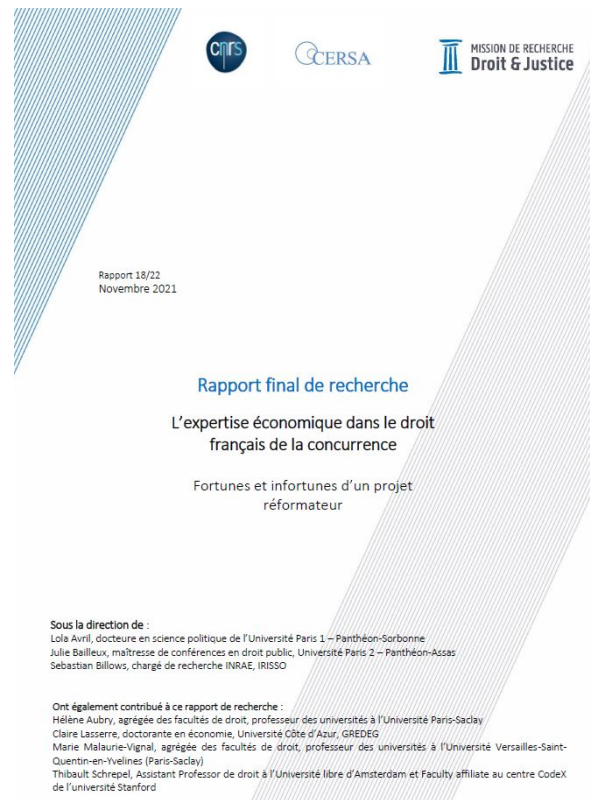 cnrs
CERSA
MISSION DE RECHERCHE
Droit & Justice
Rapport 18/22
Novembre 2021
Rapport final de recherche
L'expertise économique dans le droit
français de la concurrence
Fortunes et infortunes d'un projet
réformateur
Sous la direction de :
Lola Avril, docteure en science politique de l'Université Paris 1 – Panthéon-Sorbonne
Julie Bailleux, maîtresse de conférences en droit public, Université Paris 2 – Panthéon-Assas
Sebastian Billows, chargé de recherche INRAE, IRISSO
Ont également contribué à ce rapport de recherche :
Hélène Aubry, agrégée des facultés de droit, professeur des universités à l'Université Paris-Saclay
Claire Lasserre, doctorante en économie, Université Côte d'Azur, GREDEG
Marie Malaurie-Vignal, agrégée des facultés de droit, professeur des universités à l'Université Versailles-Saint-
Quentin-en-Yvelines (Paris-Saclay)
Thibault Schrepel, Assistant Professor de droit à l'Université libre d'Amsterdam et Faculty affiliate au centre CodeX
de l'université Stanford